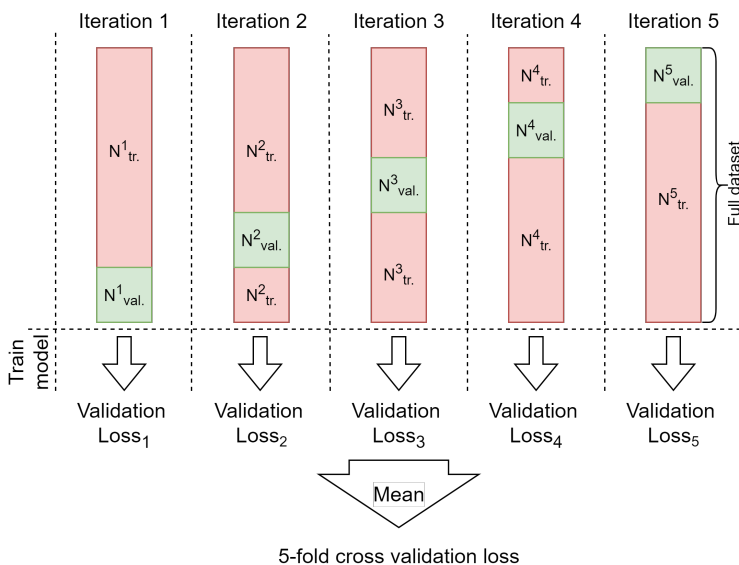 Iteration 1
Iteration 2
Iteration 3
Iteration 4
Iteration 5
N¹tr.
N¹val.
N²tr.
N²val.
N²tr.
N³tr.
N³val.
N³tr.
N⁴tr.
N⁴val.
N⁴tr.
N⁵val.
N⁵tr.
Full dataset
Train
model
Validation
Loss₁
Validation
Loss₂
Validation
Loss₃
Validation
Loss₄
Validation
Loss₅
Mean
5-fold cross validation loss